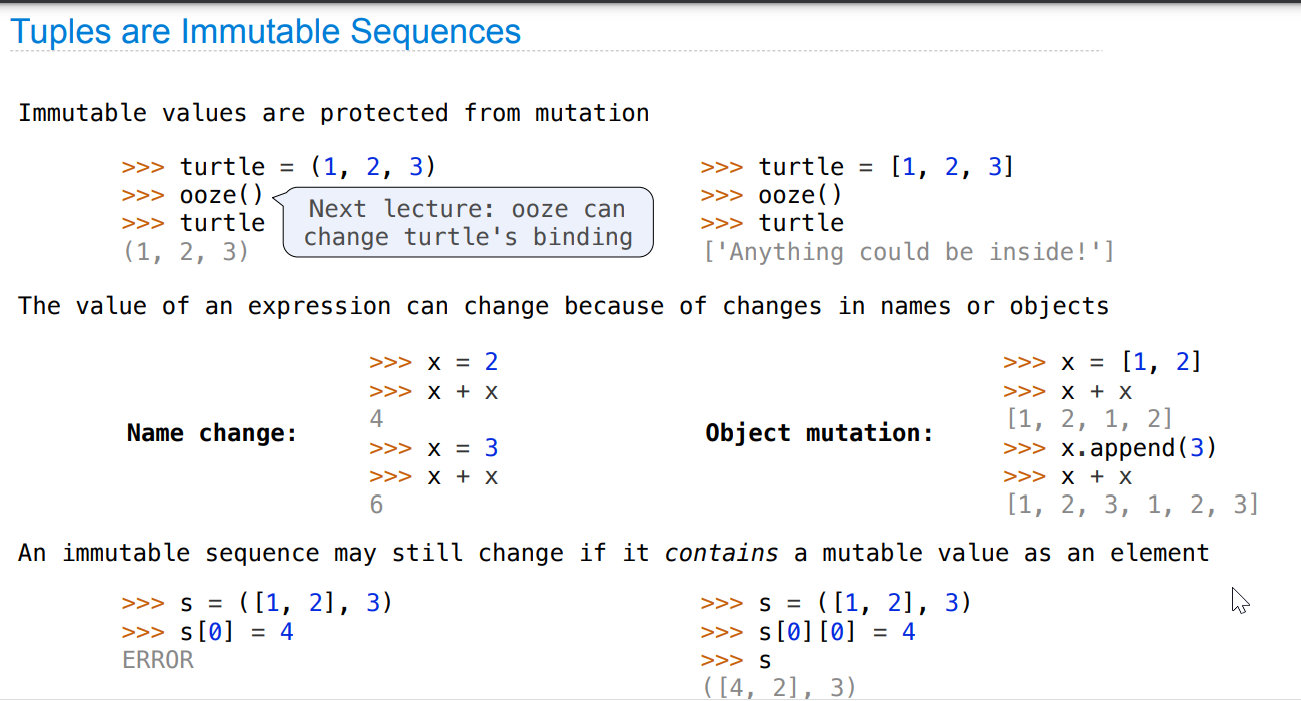 Tuples are Immutable Sequences
Immutable values are protected from mutation
>>> turtle = (1, 2, 3)
>>> ooze()
>>> turtle
(1, 2, 3)
Next lecture: ooze can
change turtle's binding
>>> turtle = [1, 2, 3]
>>> ooze()
>>> turtle
['Anything could be inside!']
The value of an expression can change because of changes in names or objects
Name change:
>>> x = 2
>>> x + x
4
>>> x = 3
>>> x + x
6
Object mutation:
>>> x = [1, 2]
>>> x + x
[1, 2, 1, 2]
>>> x.append(3)
>>> x + x
[1, 2, 3, 1, 2, 3]
An immutable sequence may still change if it contains a mutable value as an element
>>> s = ([1, 2], 3)
>>> s[0] = 4
ERROR
>>> s = ([1, 2], 3)
>>> s[0][0] = 4
>>> s
([4, 2], 3)